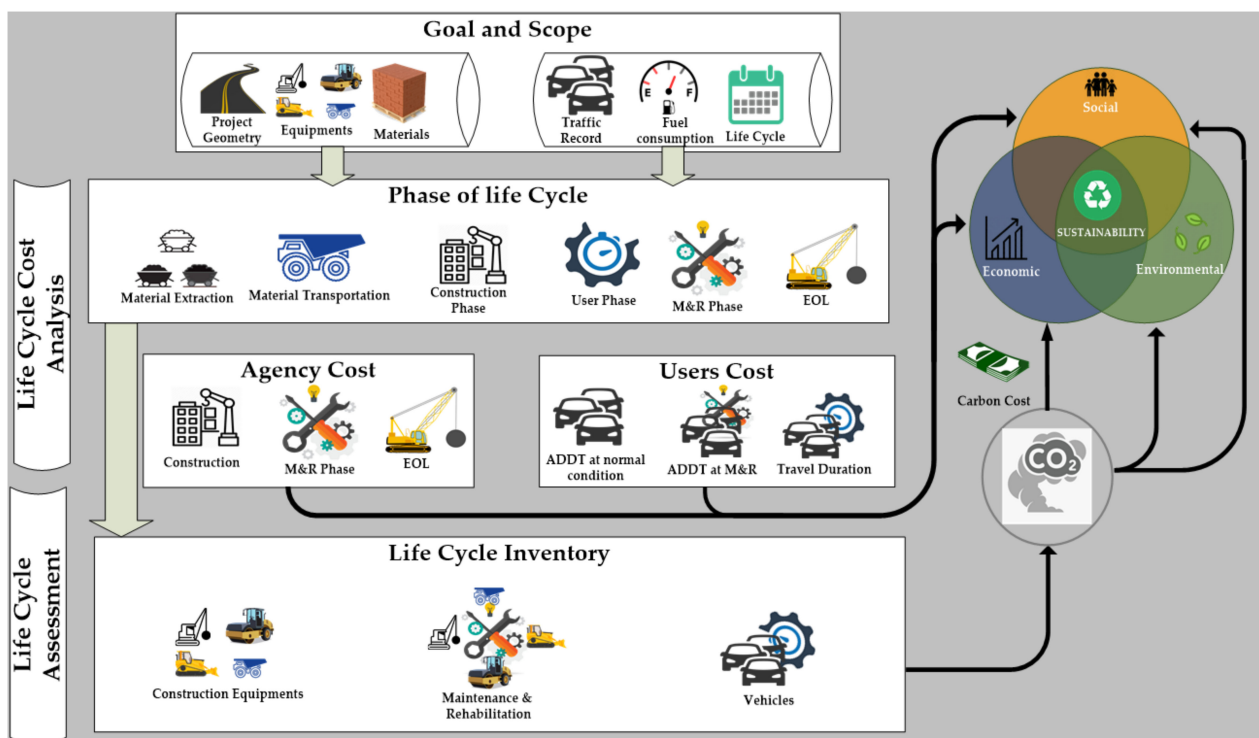 Goal and Scope
Project
Geometry
Equipments
Materials
Traffic
Record
E
F
Fuel
consumption
Life Cycle
Life Cycle Cost
Analysis
Phase of life Cycle
Material Extraction
Material Transportation
Construction
Phase
User Phase
M&R Phase
EOL
Agency Cost
Construction
M&R Phase
EOL
Users Cost
ADDT at normal
condition
ADDT at M&R
Travel Duration
Life Cycle
Assessment
Life Cycle Inventory
Construction Equipments
Maintenance &
Rehabilitation
Vehicles
Social
SUSTAINABILITY
Economic
Environmental
Carbon Cost
CO2